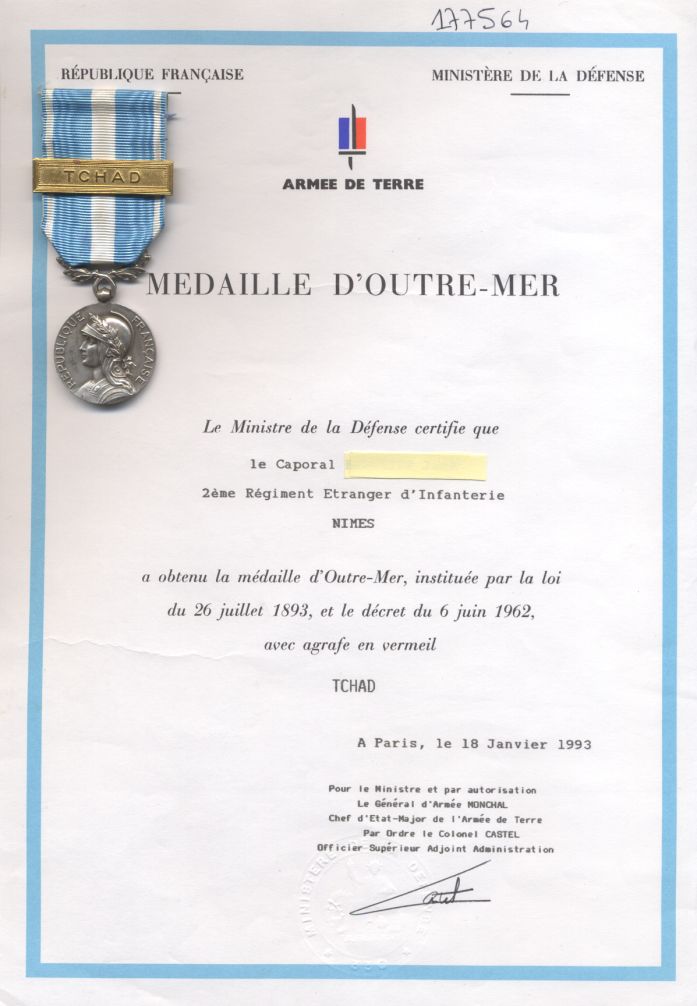 177564
RÉPUBLIQUE FRANÇAISE
MINISTÈRE DE LA DÉFENSE
TCHAD
ARMEE DE TERRE
MEDAILLE D'OUTRE-MER
RÉPUBLIQUE FRANÇAISE
Le Ministre de la Défense certifie que
le Caporal
2ème Régiment Etranger d'Infanterie
NIMES
a obtenu la médaille d'Outre-Mer, instituée par la loi
du 26 juillet 1893, et le décret du 6 juin 1962,
avec agrafe en vermeil
TCHAD
A Paris, le 18 Janvier 1993
Pour le Ministre et par autorisation
Le Général d'Armée MONCHAL
Chef d'Etat-Major de l'Armée de Terre
Par Ordre le Colonel CASTEL
Officier Supérieur Adjoint Administration
MINISTERE DE